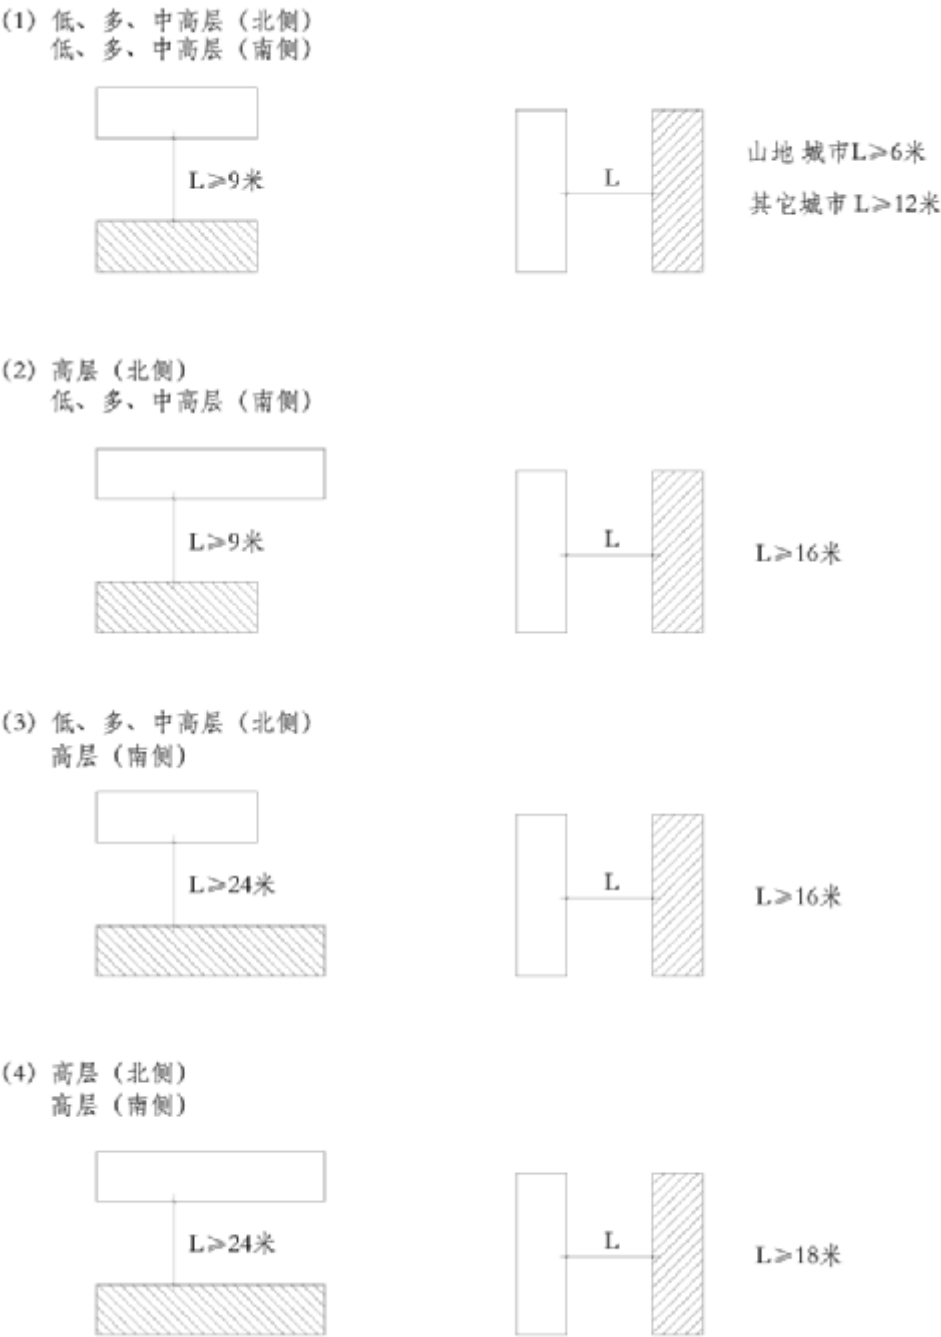 (1) 低、多、中高层（北侧）
低、多、中高层（南侧）
L≥9米
L
山地 城市L≥6米
其它城市 L≥12米
(2) 高层（北侧）
低、多、中高层（南侧）
L≥9米
L
L≥16米
(3) 低、多、中高层（北侧）
高层（南侧）
L≥24米
L
L≥16米
(4) 高层（北侧）
高层（南侧）
L≥24米
L
L≥18米